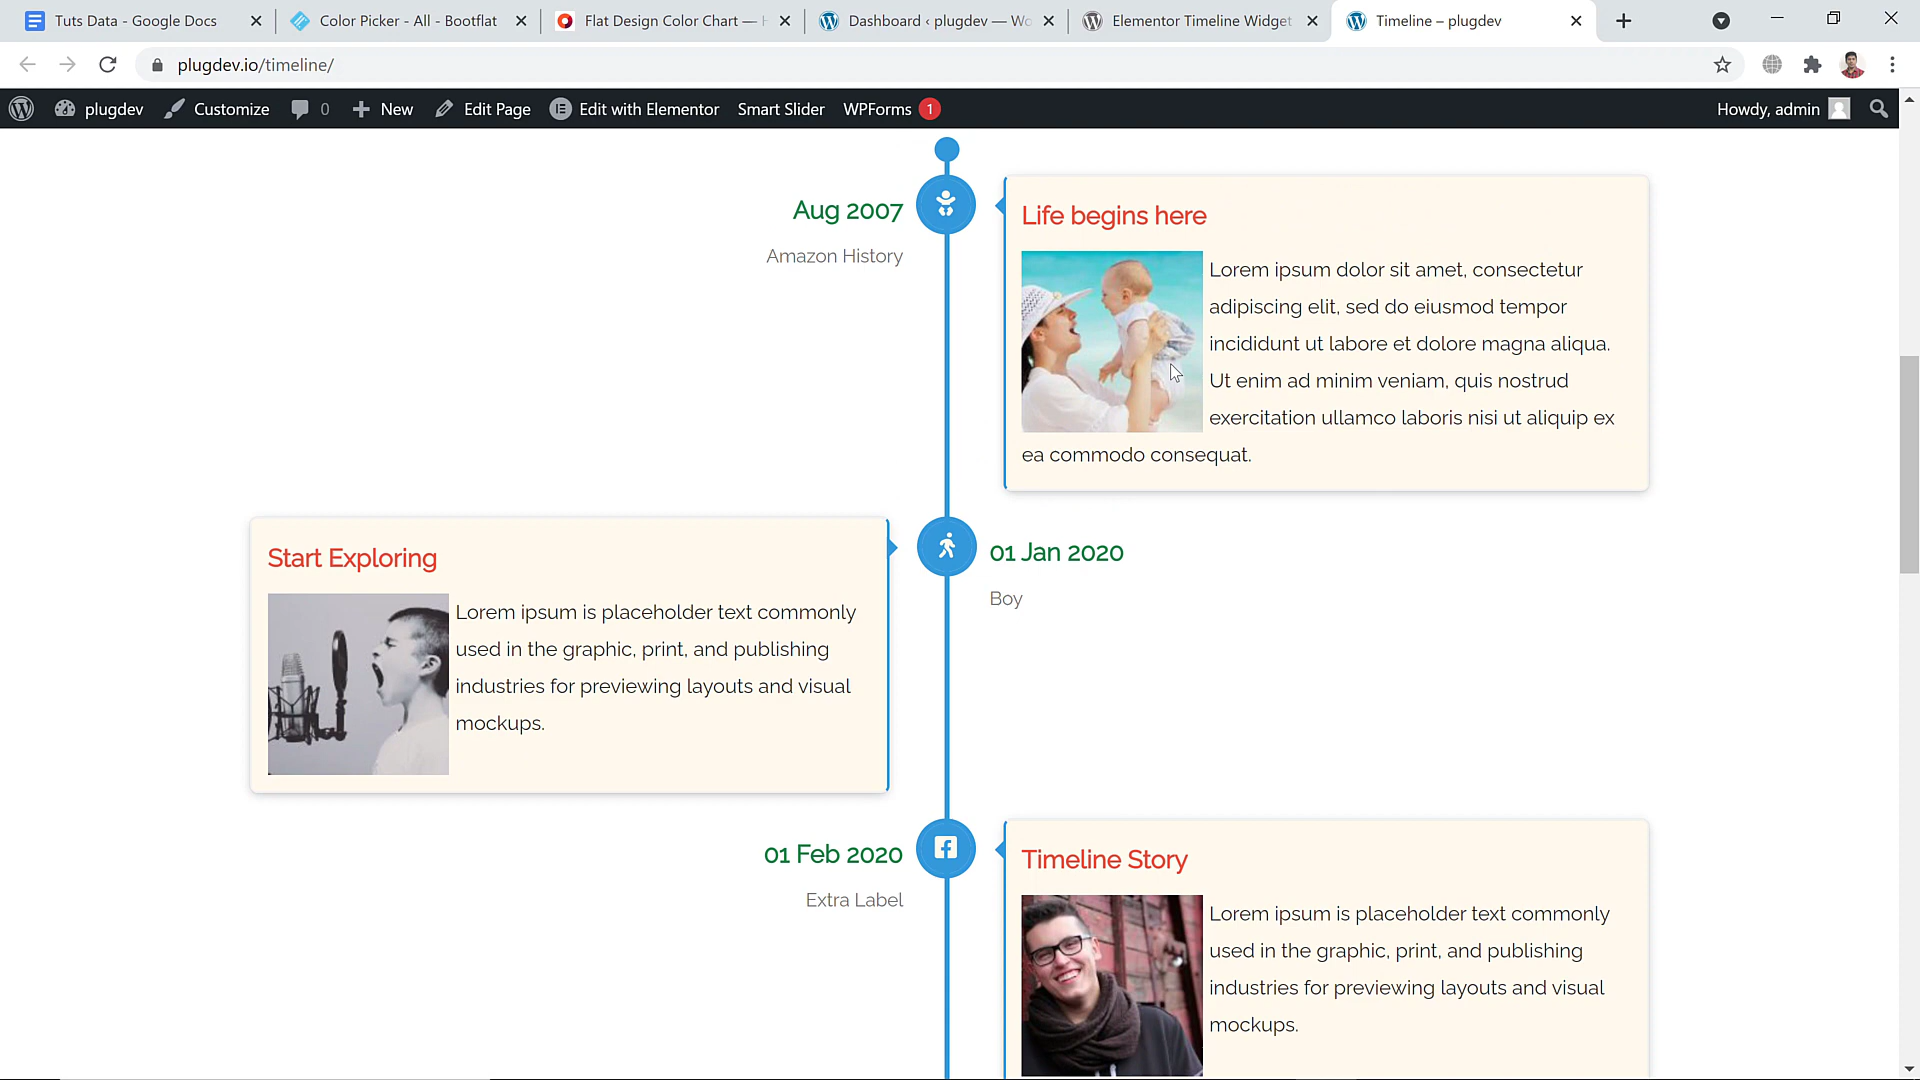 Tuts Data - Google Docs
Color Picker - All - Bootflat
Flat Design Color Chart —
Dashboard ‹ plugdev — Wo
Elementor Timeline Widget
Timeline – plugdev
plugdev.io/timeline/
plugdev
Customize
0
New
Edit Page
Edit with Elementor
Smart Slider
WPForms 1
Howdy, admin
Aug 2007
Amazon History
Life begins here
Lorem ipsum dolor sit amet, consectetur
adipiscing elit, sed do eiusmod tempor
incididunt ut labore et dolore magna aliqua.
Ut enim ad minim veniam, quis nostrud
exercitation ullamco laboris nisi ut aliquip ex
ea commodo consequat.
Start Exploring
Lorem ipsum is placeholder text commonly
used in the graphic, print, and publishing
industries for previewing layouts and visual
mockups.
01 Jan 2020
Boy
01 Feb 2020
Extra Label
Timeline Story
Lorem ipsum is placeholder text commonly
used in the graphic, print, and publishing
industries for previewing layouts and visual
mockups.